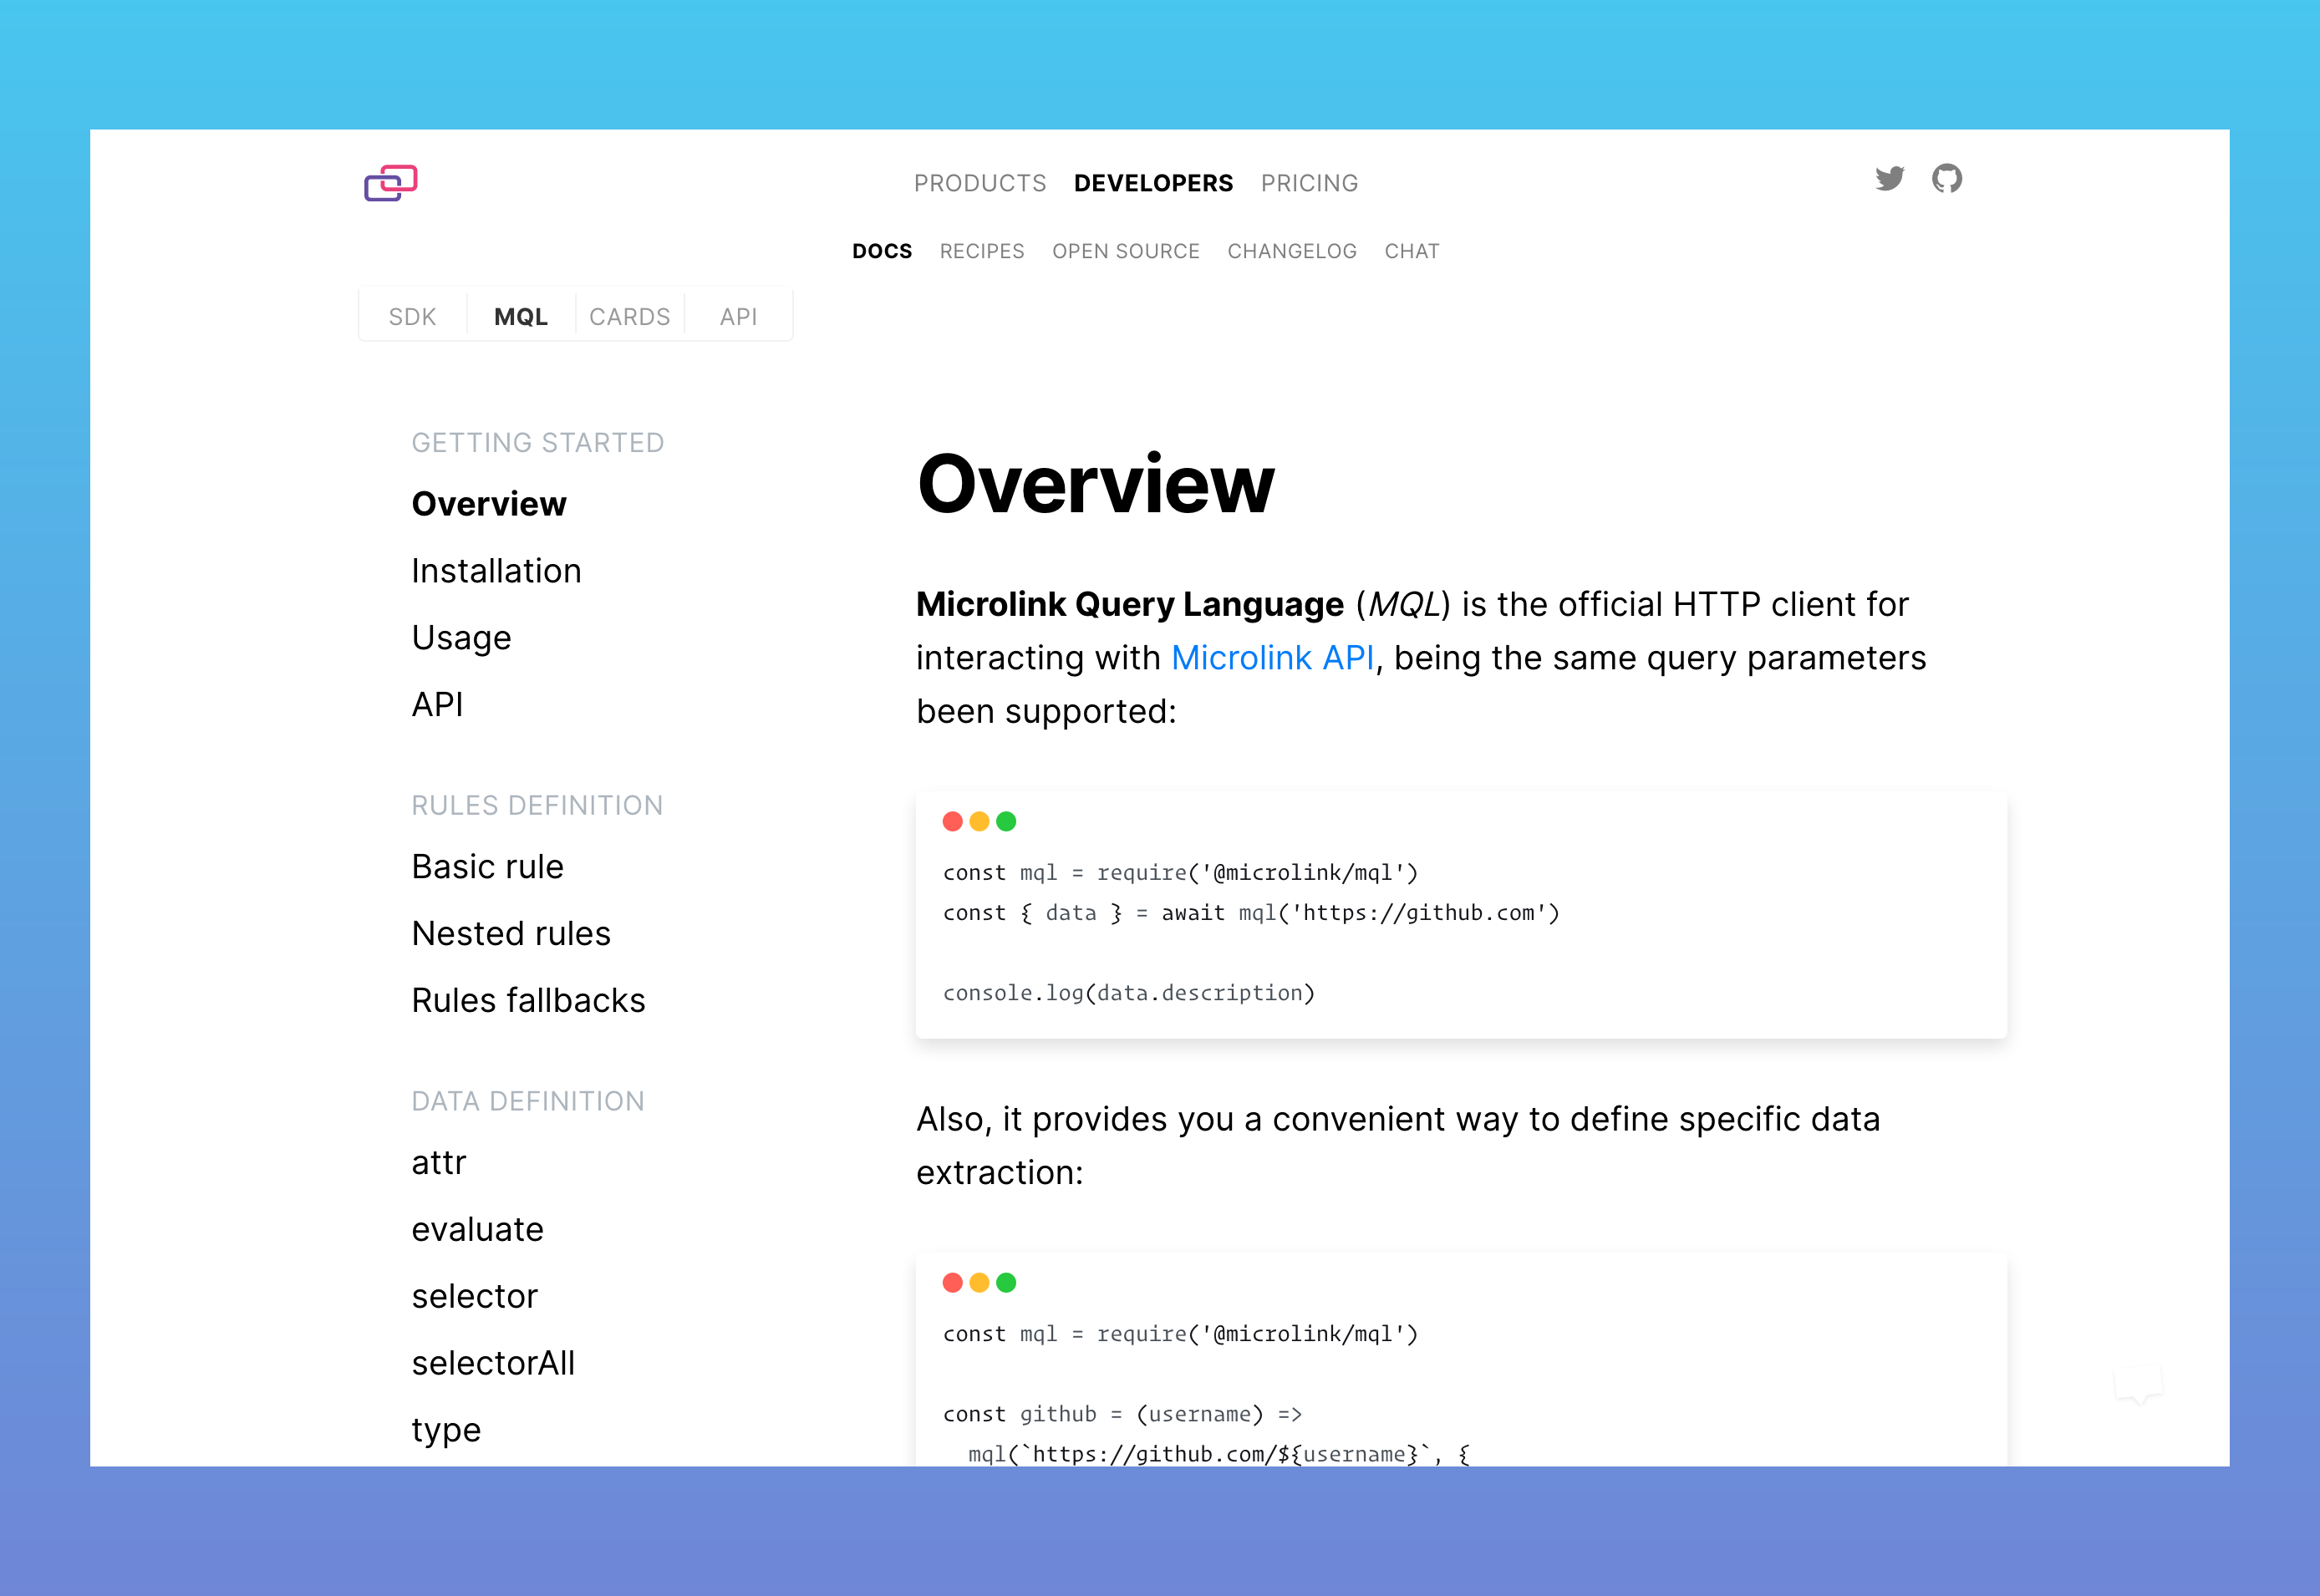 PRODUCTS DEVELOPERS PRICING
DOCS RECIPES OPEN SOURCE CHANGELOG CHAT
SDK MQL CARDS API
GETTING STARTED
Overview
Installation
Usage
API
RULES DEFINITION
Basic rule
Nested rules
Rules fallbacks
DATA DEFINITION
attr
evaluate
selector
selectorAll
type
Overview
Microlink Query Language (MQL) is the official HTTP client for
interacting with Microlink API, being the same query parameters
been supported:
const mql = require('@microlink/mql')
const { data } = await mql('https://github.com')
console.log(data.description)
Also, it provides you a convenient way to define specific data
extraction:
const mql = require('@microlink/mql')
const github = (username) =>
  mql(`https://github.com/${username}`, {